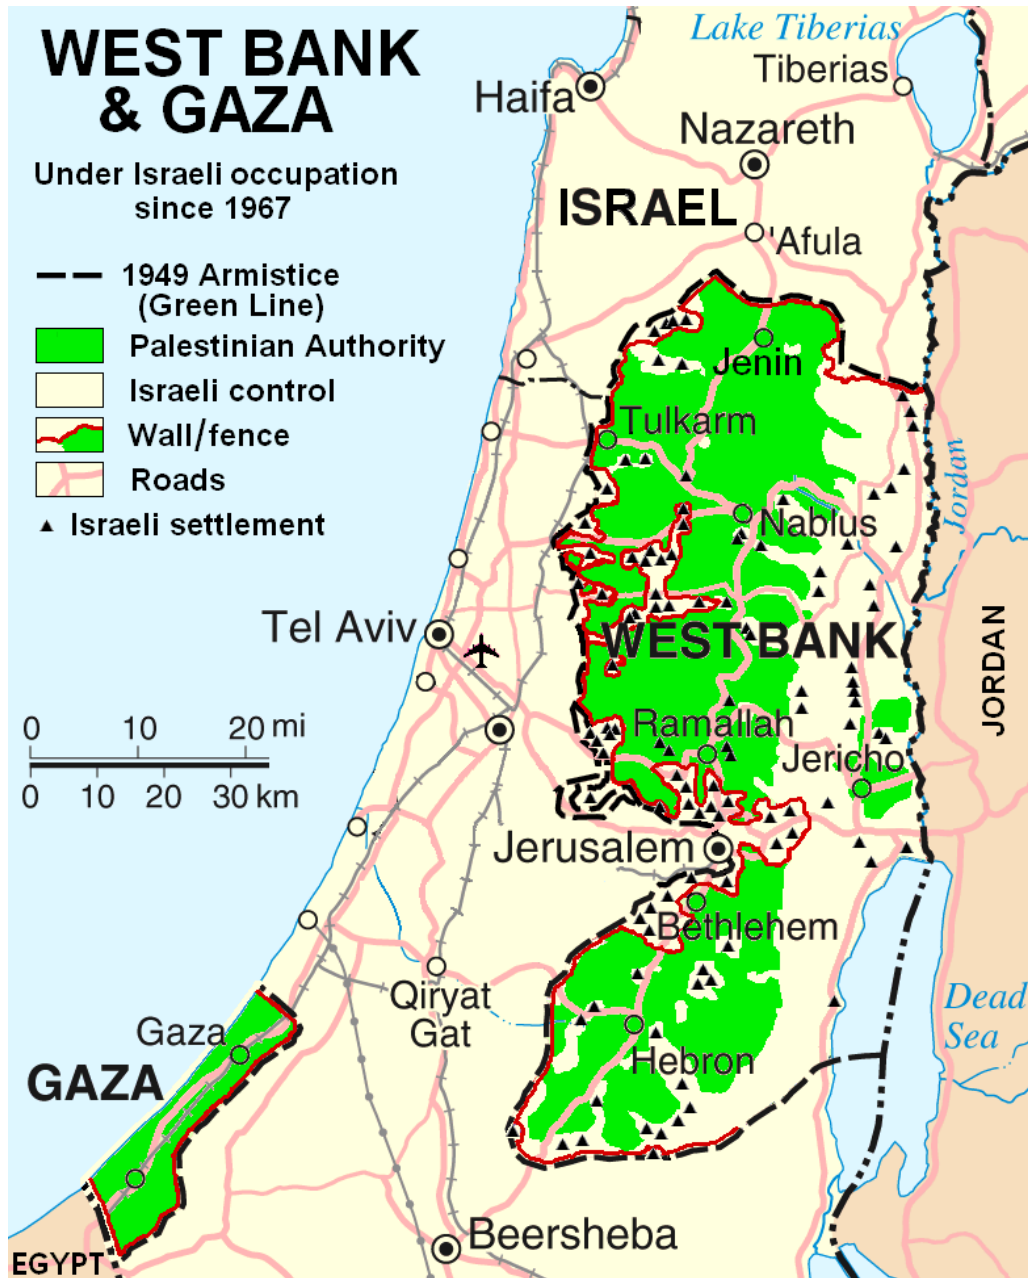 WEST BANK
& GAZA
Under Israeli occupation
since 1967
1949 Armistice
(Green Line)
Palestinian Authority
Israeli control
Wall/fence
Roads
Israeli settlement
Lake Tiberias
Tiberias
Haifa
Nazareth
ISRAEL
'Afula
Jenin
Tulkarm
Jordan
Nablus
Tel Aviv
WEST BANK
JORDAN
0 10 20 mi
0 10 20 30 km
Ramallah
Jericho
Jerusalem
Bethlehem
Qiryat
Gat
Dead
Sea
Gaza
GAZA
Hebron
Beersheba
EGYPT